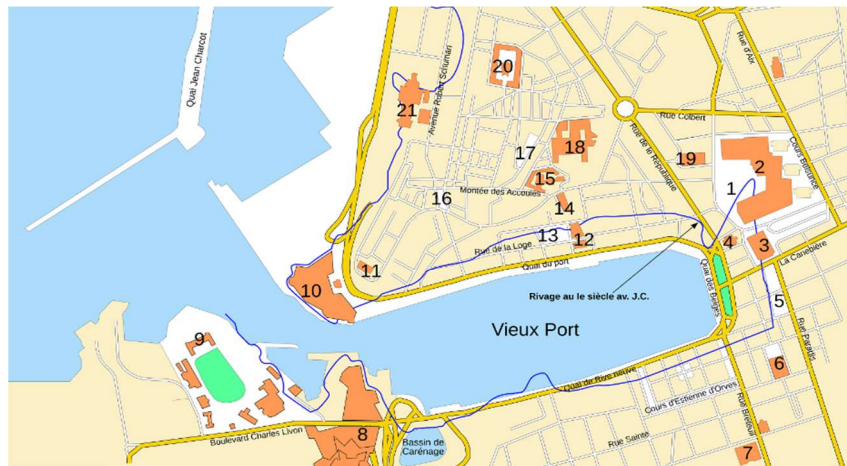 Quai Jean Charcot
Avenue Robert Schuman
Rue d'Aix
20
21
Rue Colbert
17
18
Rue de la République
19
2
Cours Belsunce
15
1
16
Montée des Accoules
14
13
12
4
3
Rue de la Loge
Quai du port
La Canebière
11
10
Rivage au Ie siècle av. J.C.
Quai des Belges
5
Vieux Port
9
Rue Paradis
6
Quai de Rive neuve
Cours d'Estienne d'Orves
Rue Breteuil
8
Boulevard Charles Livon
Bassin de
Carénage
Rue Sainte
7